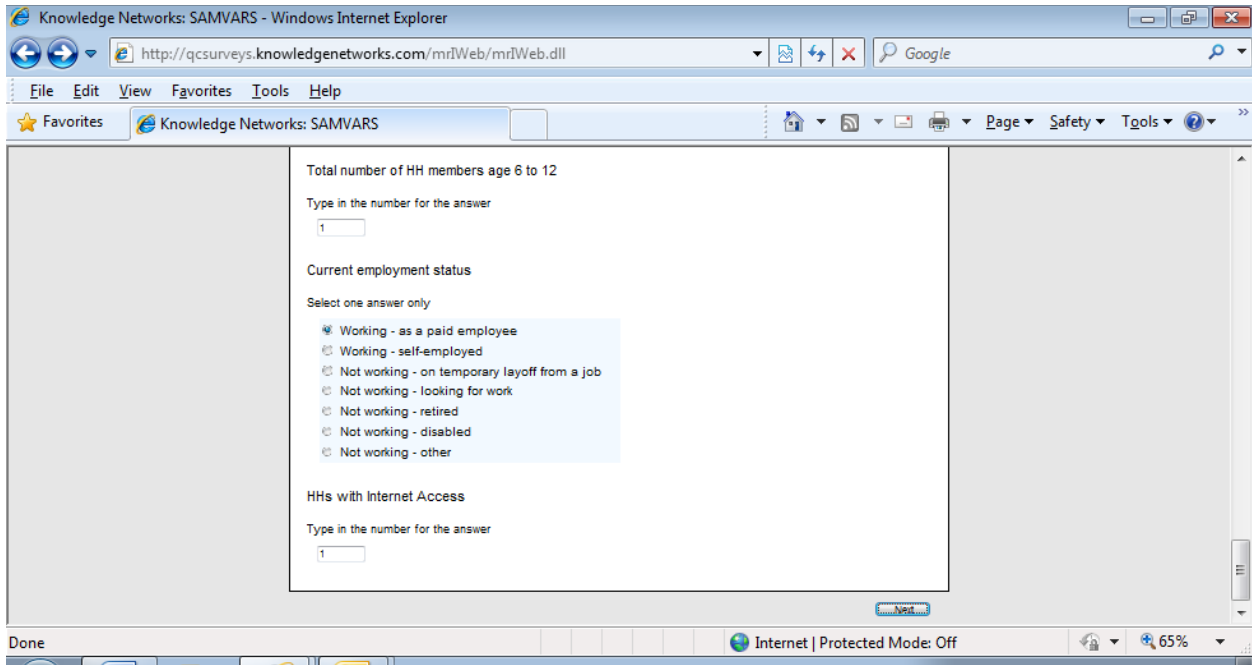 Knowledge Networks: SAMVARS - Windows Internet Explorer
http://qcsurveys.knowledgenetworks.com/mrIWeb/mrIWeb.dll
Google
File Edit View Favorites Tools Help
Favorites
Knowledge Networks: SAMVARS
Page
Safety
Tools
Total number of HH members age 6 to 12
Type in the number for the answer
1
Current employment status
Select one answer only
Working - as a paid employee
Working - self-employed
Not working - on temporary layoff from a job
Not working - looking for work
Not working - retired
Not working - disabled
Not working - other
HHs with Internet Access
Type in the number for the answer
1
Next
Done
Internet | Protected Mode: Off
65%